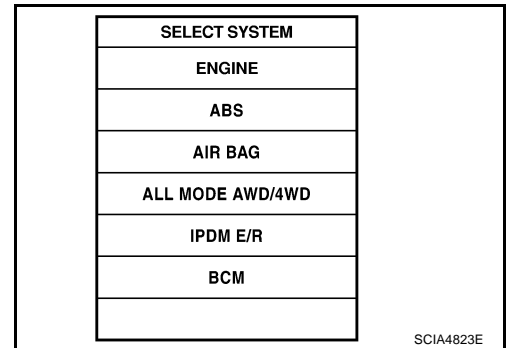 SELECT SYSTEM
ENGINE
ABS
AIR BAG
ALL MODE AWD/4WD
IPDM E/R
BCM
SCIA4823E